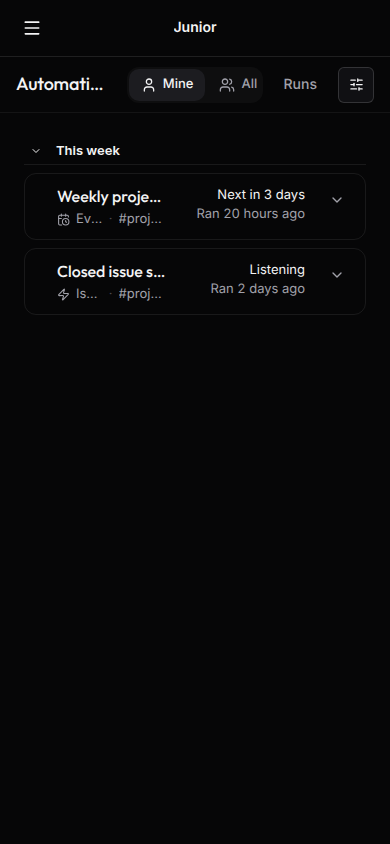 Junior
Automati...
Mine
All
Runs
This week
Weekly proje...
Next in 3 days
Ev... · #proj...
Ran 20 hours ago
Closed issue s...
Listening
Is... · #proj...
Ran 2 days ago